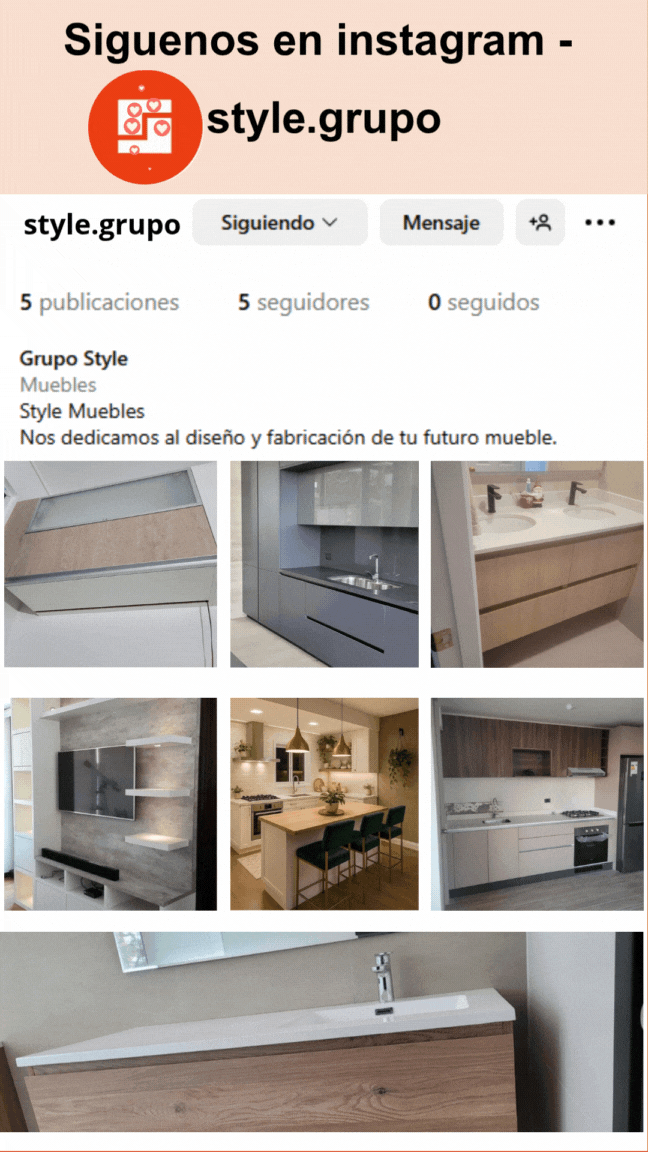 Siguenos en instagram -
style.grupo
style.grupo Siguiendo Mensaje
5 publicaciones 5 seguidores 0 seguidos
Grupo Style
Muebles
Style Muebles
Nos dedicamos al diseño y fabricación de tu futuro mueble.